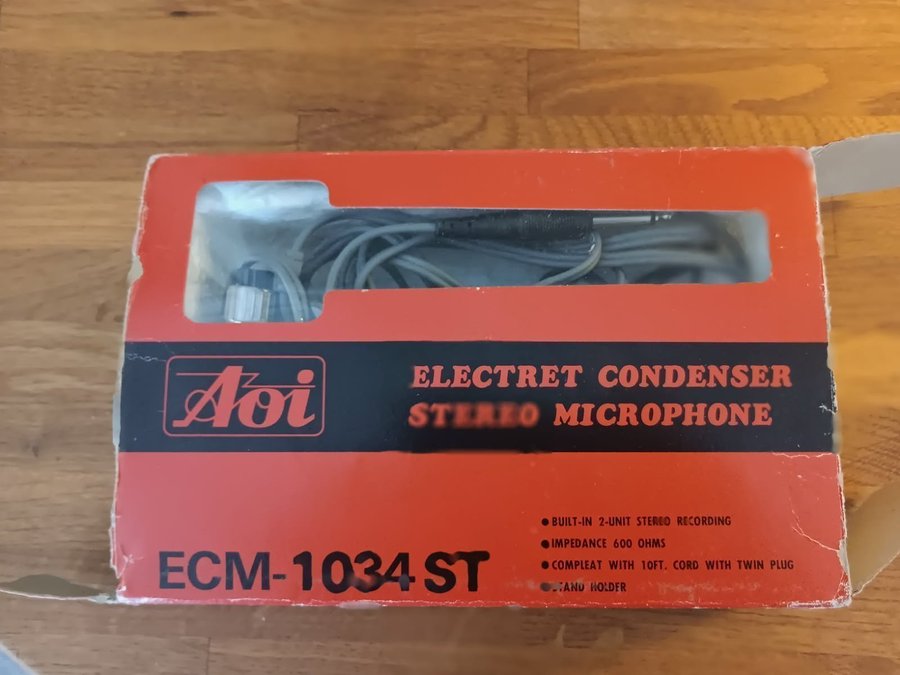 Aoi
ELECTRET CONDENSER
STEREO MICROPHONE
ECM-1034 ST
●BUILT-IN 2-UNIT STEREO RECORDING
●IMPEDANCE 600 OHMS
●COMPLEAT WITH 10FT. CORD WITH TWIN PLUG
●STAND HOLDER